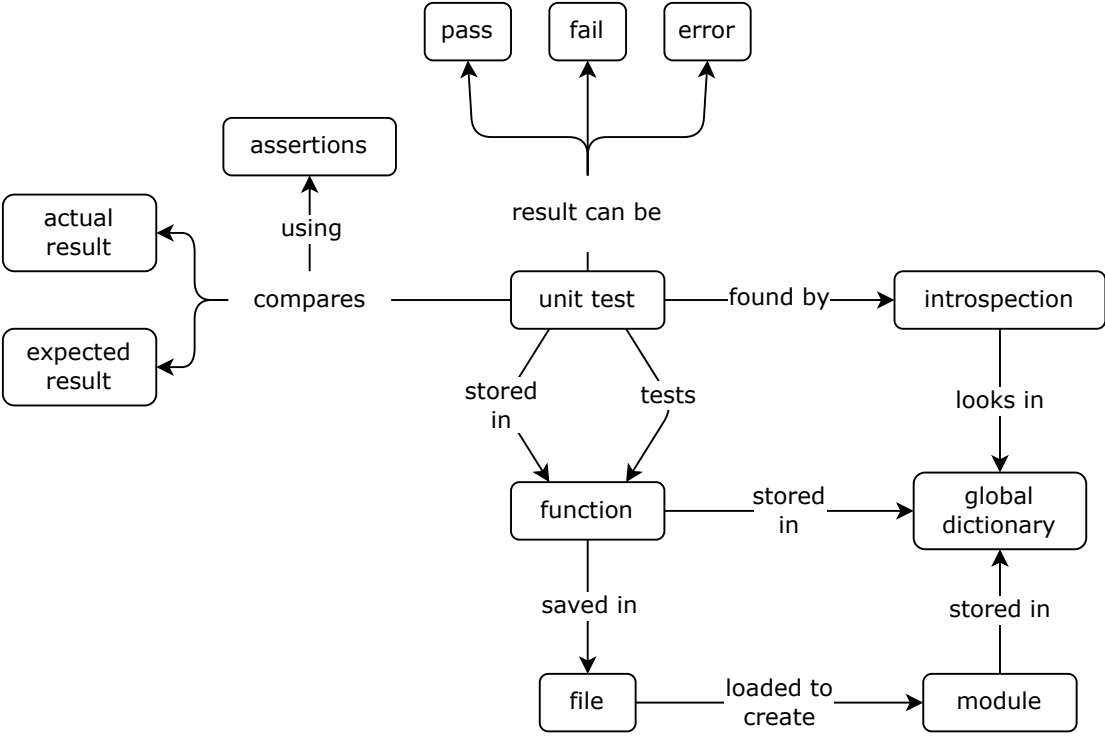 pass
fail
error
assertions
using
result can be
actual
result
compares
unit test
found by
introspection
expected
result
stored
in
tests
looks in
function
stored
in
global
dictionary
saved in
stored in
file
loaded to
create
module